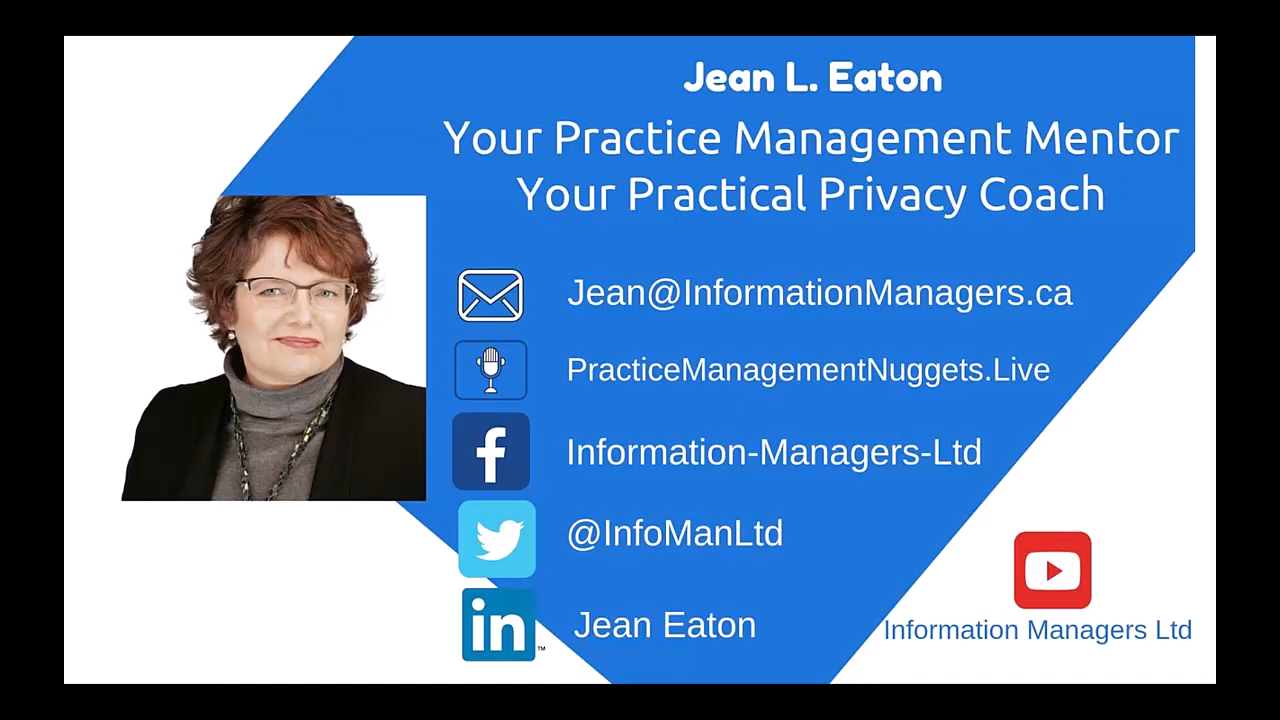 Jean L. Eaton
Your Practice Management Mentor
Your Practical Privacy Coach
Jean@InformationManagers.ca
PracticeManagementNuggets.Live
f
Information-Managers-Ltd
@InfoManLtd
in™
Jean Eaton
Information Managers Ltd